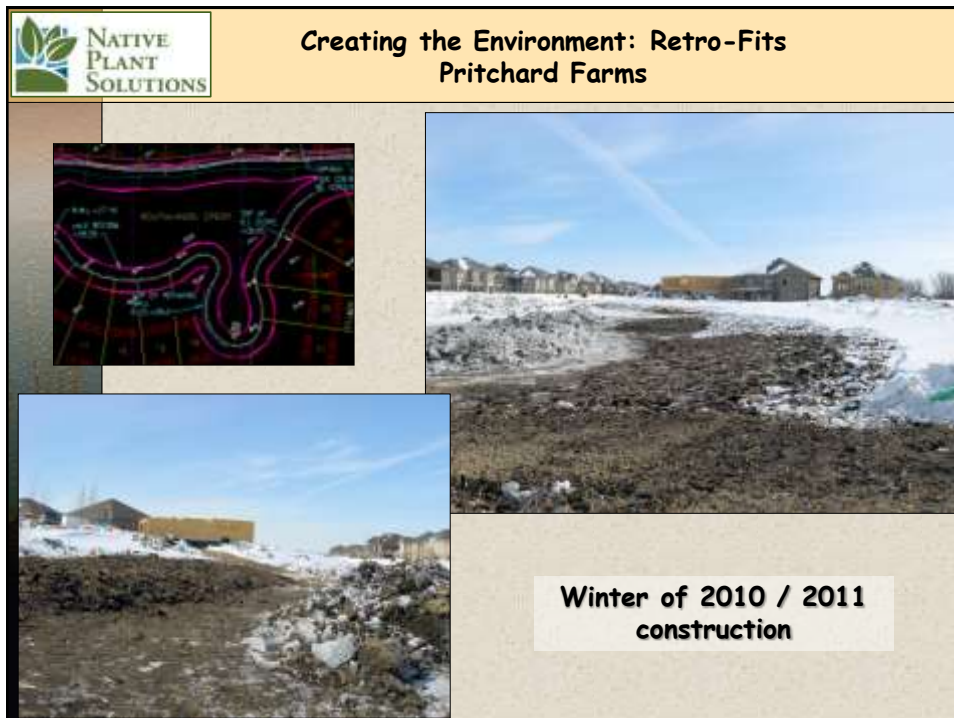 NATIVE
PLANT
SOLUTIONS
Creating the Environment: Retro-Fits
Pritchard Farms
Winter of 2010 / 2011
construction